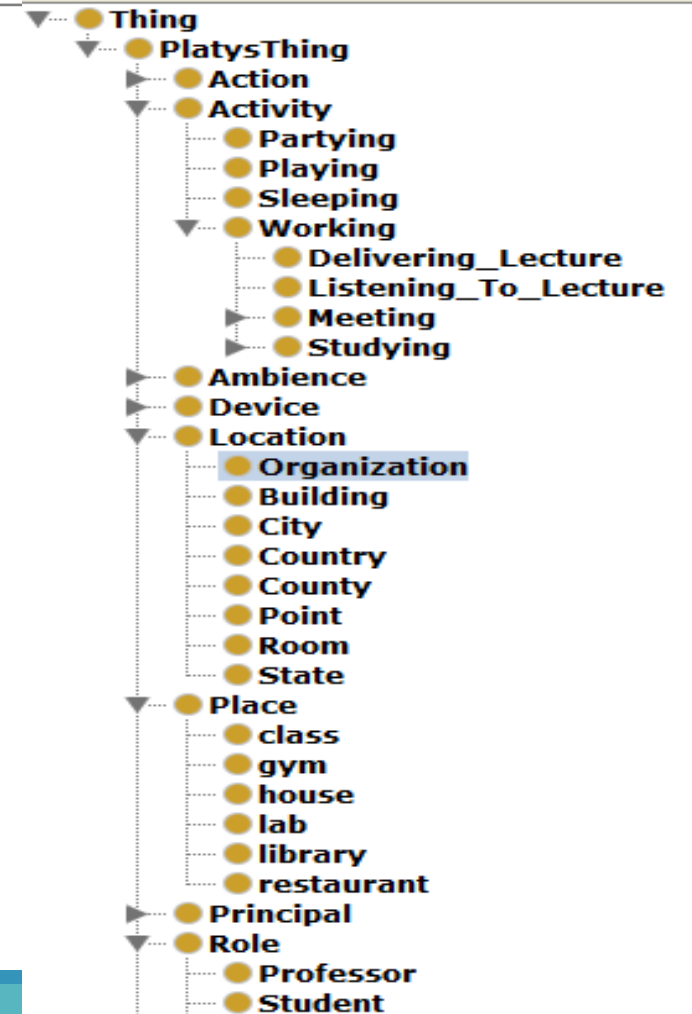 Thing
PlatysThing
Action
Activity
Partying
Playing
Sleeping
Working
Delivering_Lecture
Listening_To_Lecture
Meeting
Studying
Ambience
Device
Location
Organization
Building
City
Country
County
Point
Room
State
Place
class
gym
house
lab
library
restaurant
Principal
Role
Professor
Student